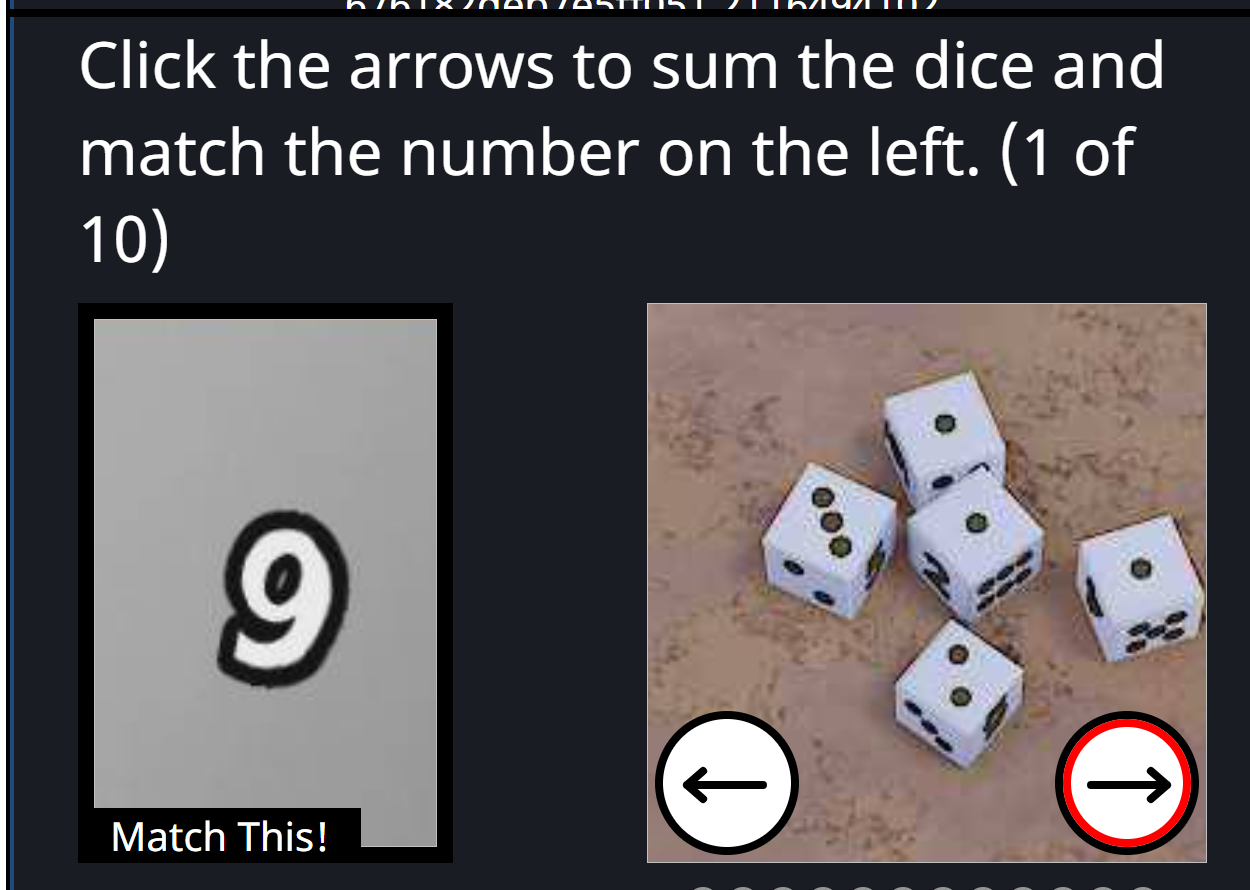 Click the arrows to sum the dice and
match the number on the left. (1 of
10)
9
Match This!